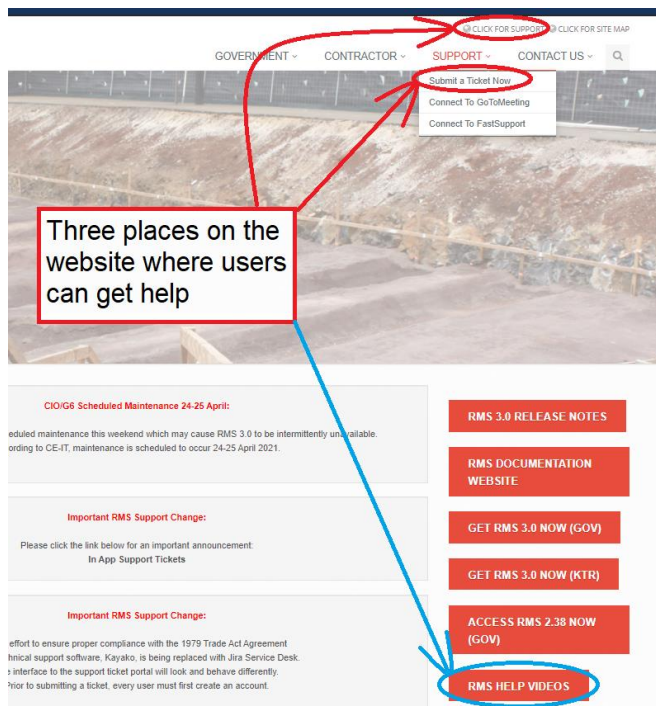 CLICK FOR SUPPORT CLICK FOR SITE MAP
GOVERNMENT CONTRACTOR SUPPORT CONTACT US
Submit a Ticket Now
Connect To GoToMeeting
Connect To FastSupport
Three places on the
website where users
can get help
CIO/G6 Scheduled Maintenance 24-25 April:
eduled maintenance this weekend which may cause RMS 3.0 to be intermittently unavailable.
ording to CE-IT, maintenance is scheduled to occur 24-25 April 2021.
Important RMS Support Change:
Please click the link below for an important announcement:
In App Support Tickets
Important RMS Support Change:
effort to ensure proper compliance with the 1979 Trade Act Agreement
hnical support software, Kayako, is being replaced with Jira Service Desk.
e interface to the support ticket portal will look and behave differently.
Prior to submitting a ticket, every user must first create an account.
RMS 3.0 RELEASE NOTES
RMS DOCUMENTATION
WEBSITE
GET RMS 3.0 NOW (GOV)
GET RMS 3.0 NOW (KTR)
ACCESS RMS 2.38 NOW
(GOV)
RMS HELP VIDEOS